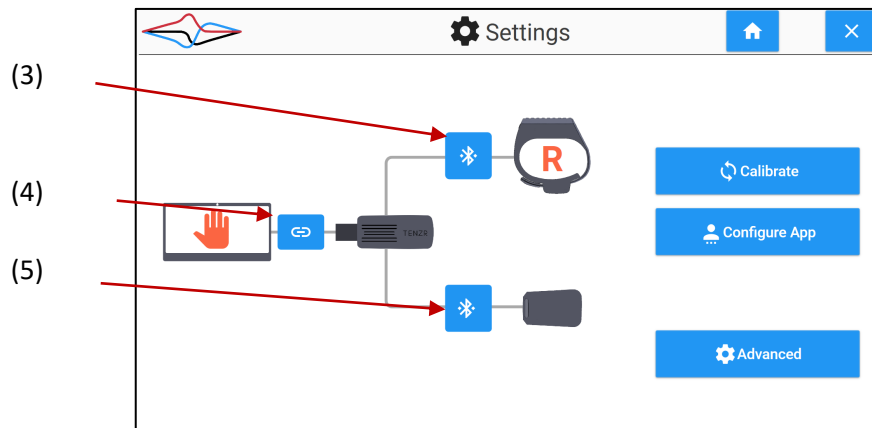 Settings
(3)
R
Calibrate
(4)
TENZR
Configure App
(5)
Advanced